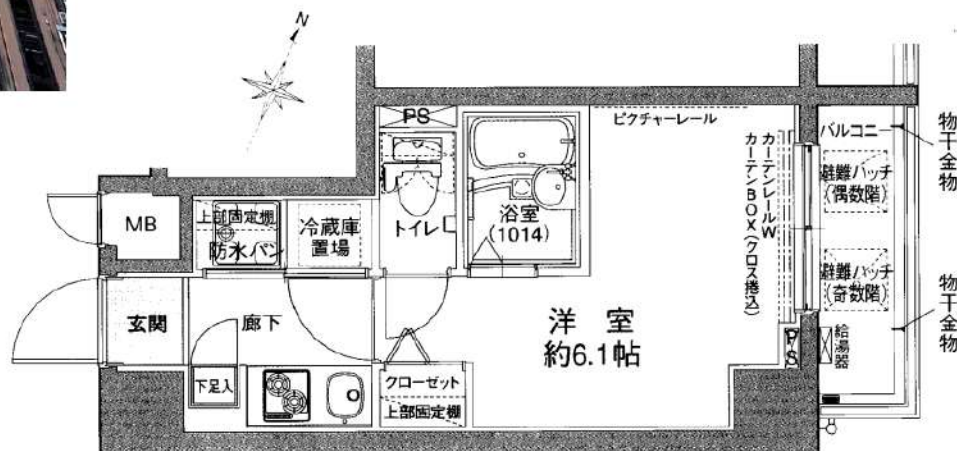 N
PS
ピクチャーレール
バルコニー
物干金物
カーテンレールW
カーテンBOX(クロス捲込)
避難ハッチ
(偶数階)
MB
上部固定棚
防水パン
冷蔵庫
置場
トイレ
浴室
(1014)
避難ハッチ
(奇数階)
物干金物
玄関
廊下
洋室
約6.1帖
PS
給湯器
下足入
クローゼット
上部固定棚